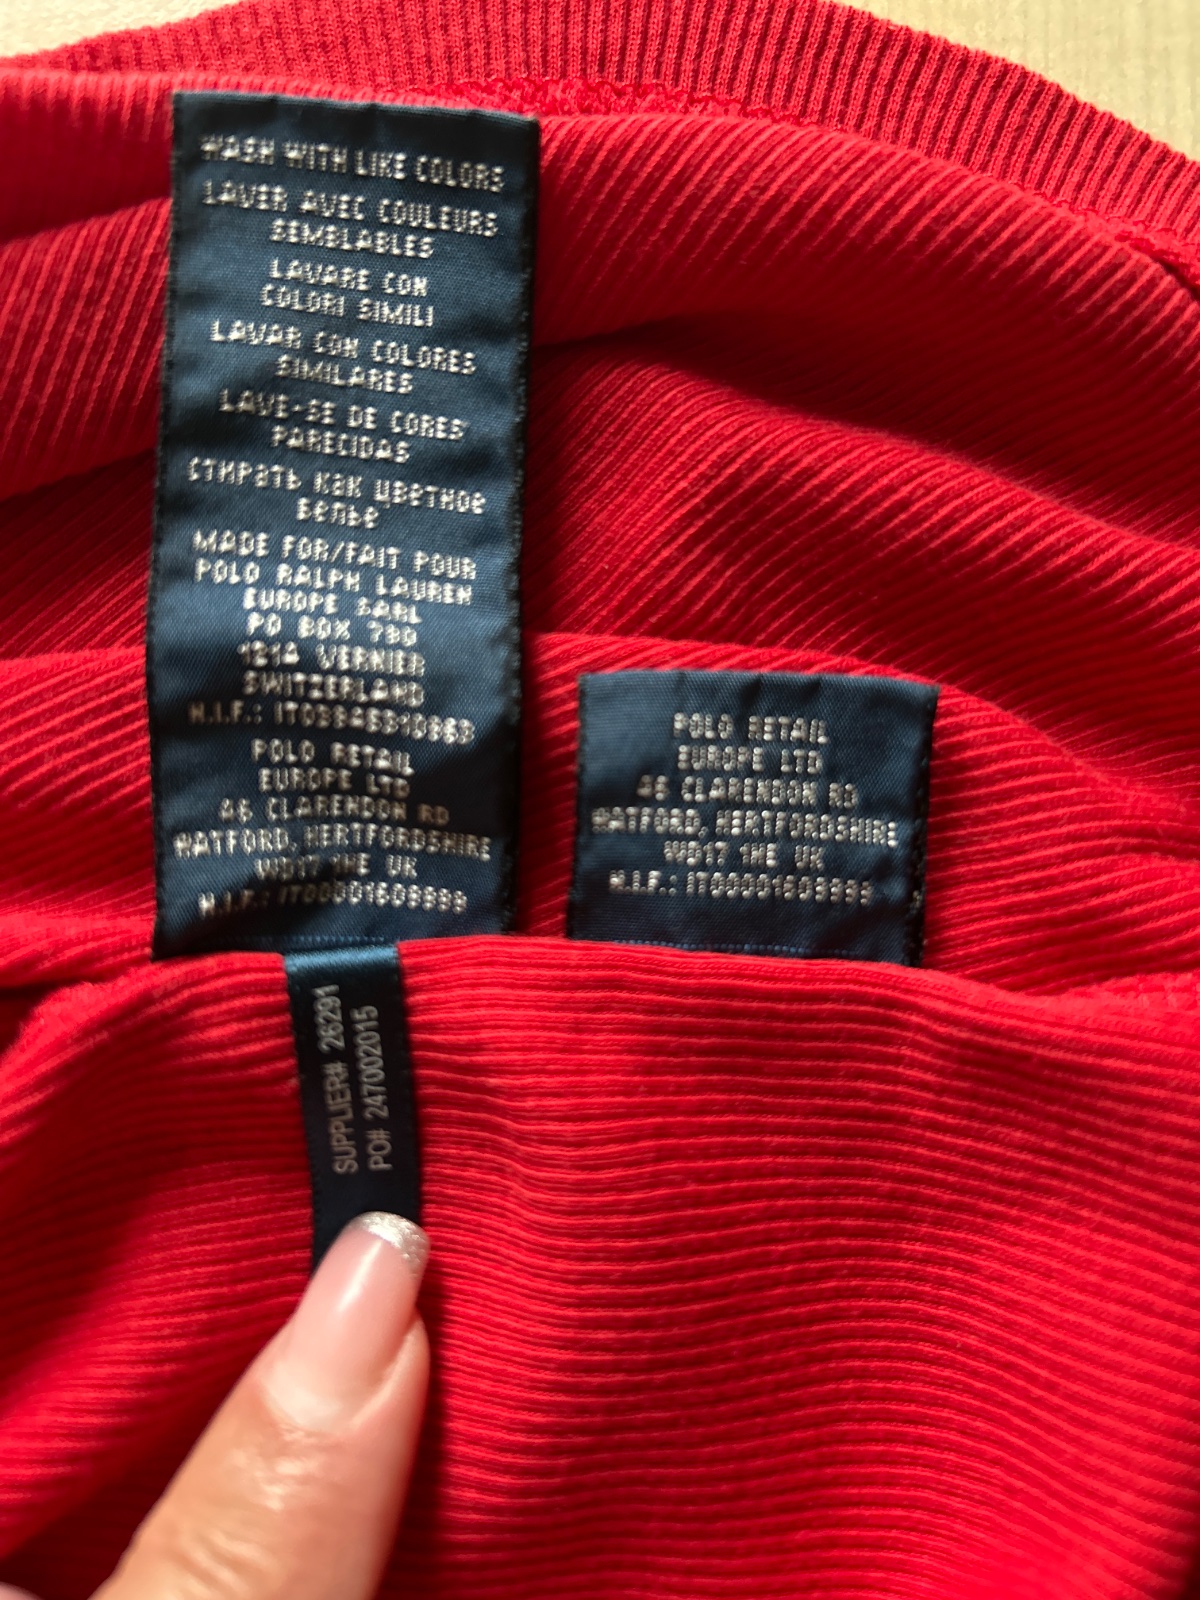 WASH WITH LIKE COLORS
LAVER AVEC COULEURS
SEMBLABLES
LAVARE CON
COLORI SIMILI
LAVAR CON COLORES
SIMILARES
LAVE-SE DE CORES
PARECIDAS
Стирать как цветное
белье
MADE FOR/FAIT POUR
POLO RALPH LAUREN
EUROPE SARL
PO BOX 790
1214 VERNIER
SWITZERLAND
N.I.F.:
POLO RETAIL
EUROPE LTD
46 CLARENDON RD
WATFORD, HERTFORDSHIRE
WD17 1HE UK
N.I.F.: IT00001609999
POLO RETAIL
EUROPE LTD
46 CLARENDON RD
WATFORD, HERTFORDSHIRE
WD17 1HE UK
N.I.F.: IT00001609999
SUPPLIER# 26291
PO# 247002015